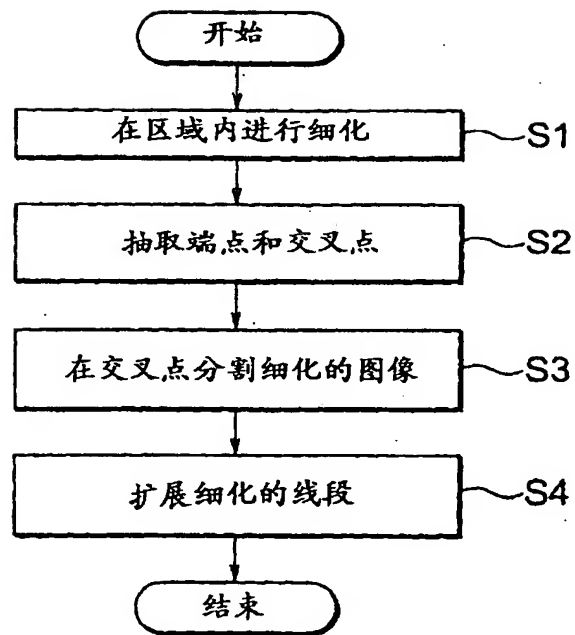 开始
在区域内进行细化
S1
抽取端点和交叉点
S2
在交叉点分割细化的图像
S3
扩展细化的线段
S4
结束